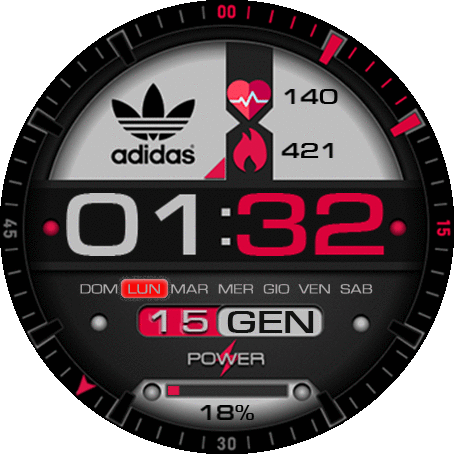 00
140
adidas
421
45
01:32
15
DOM LUN MAR MER GIO VEN SAB
15 GEN
POWER
18%
30